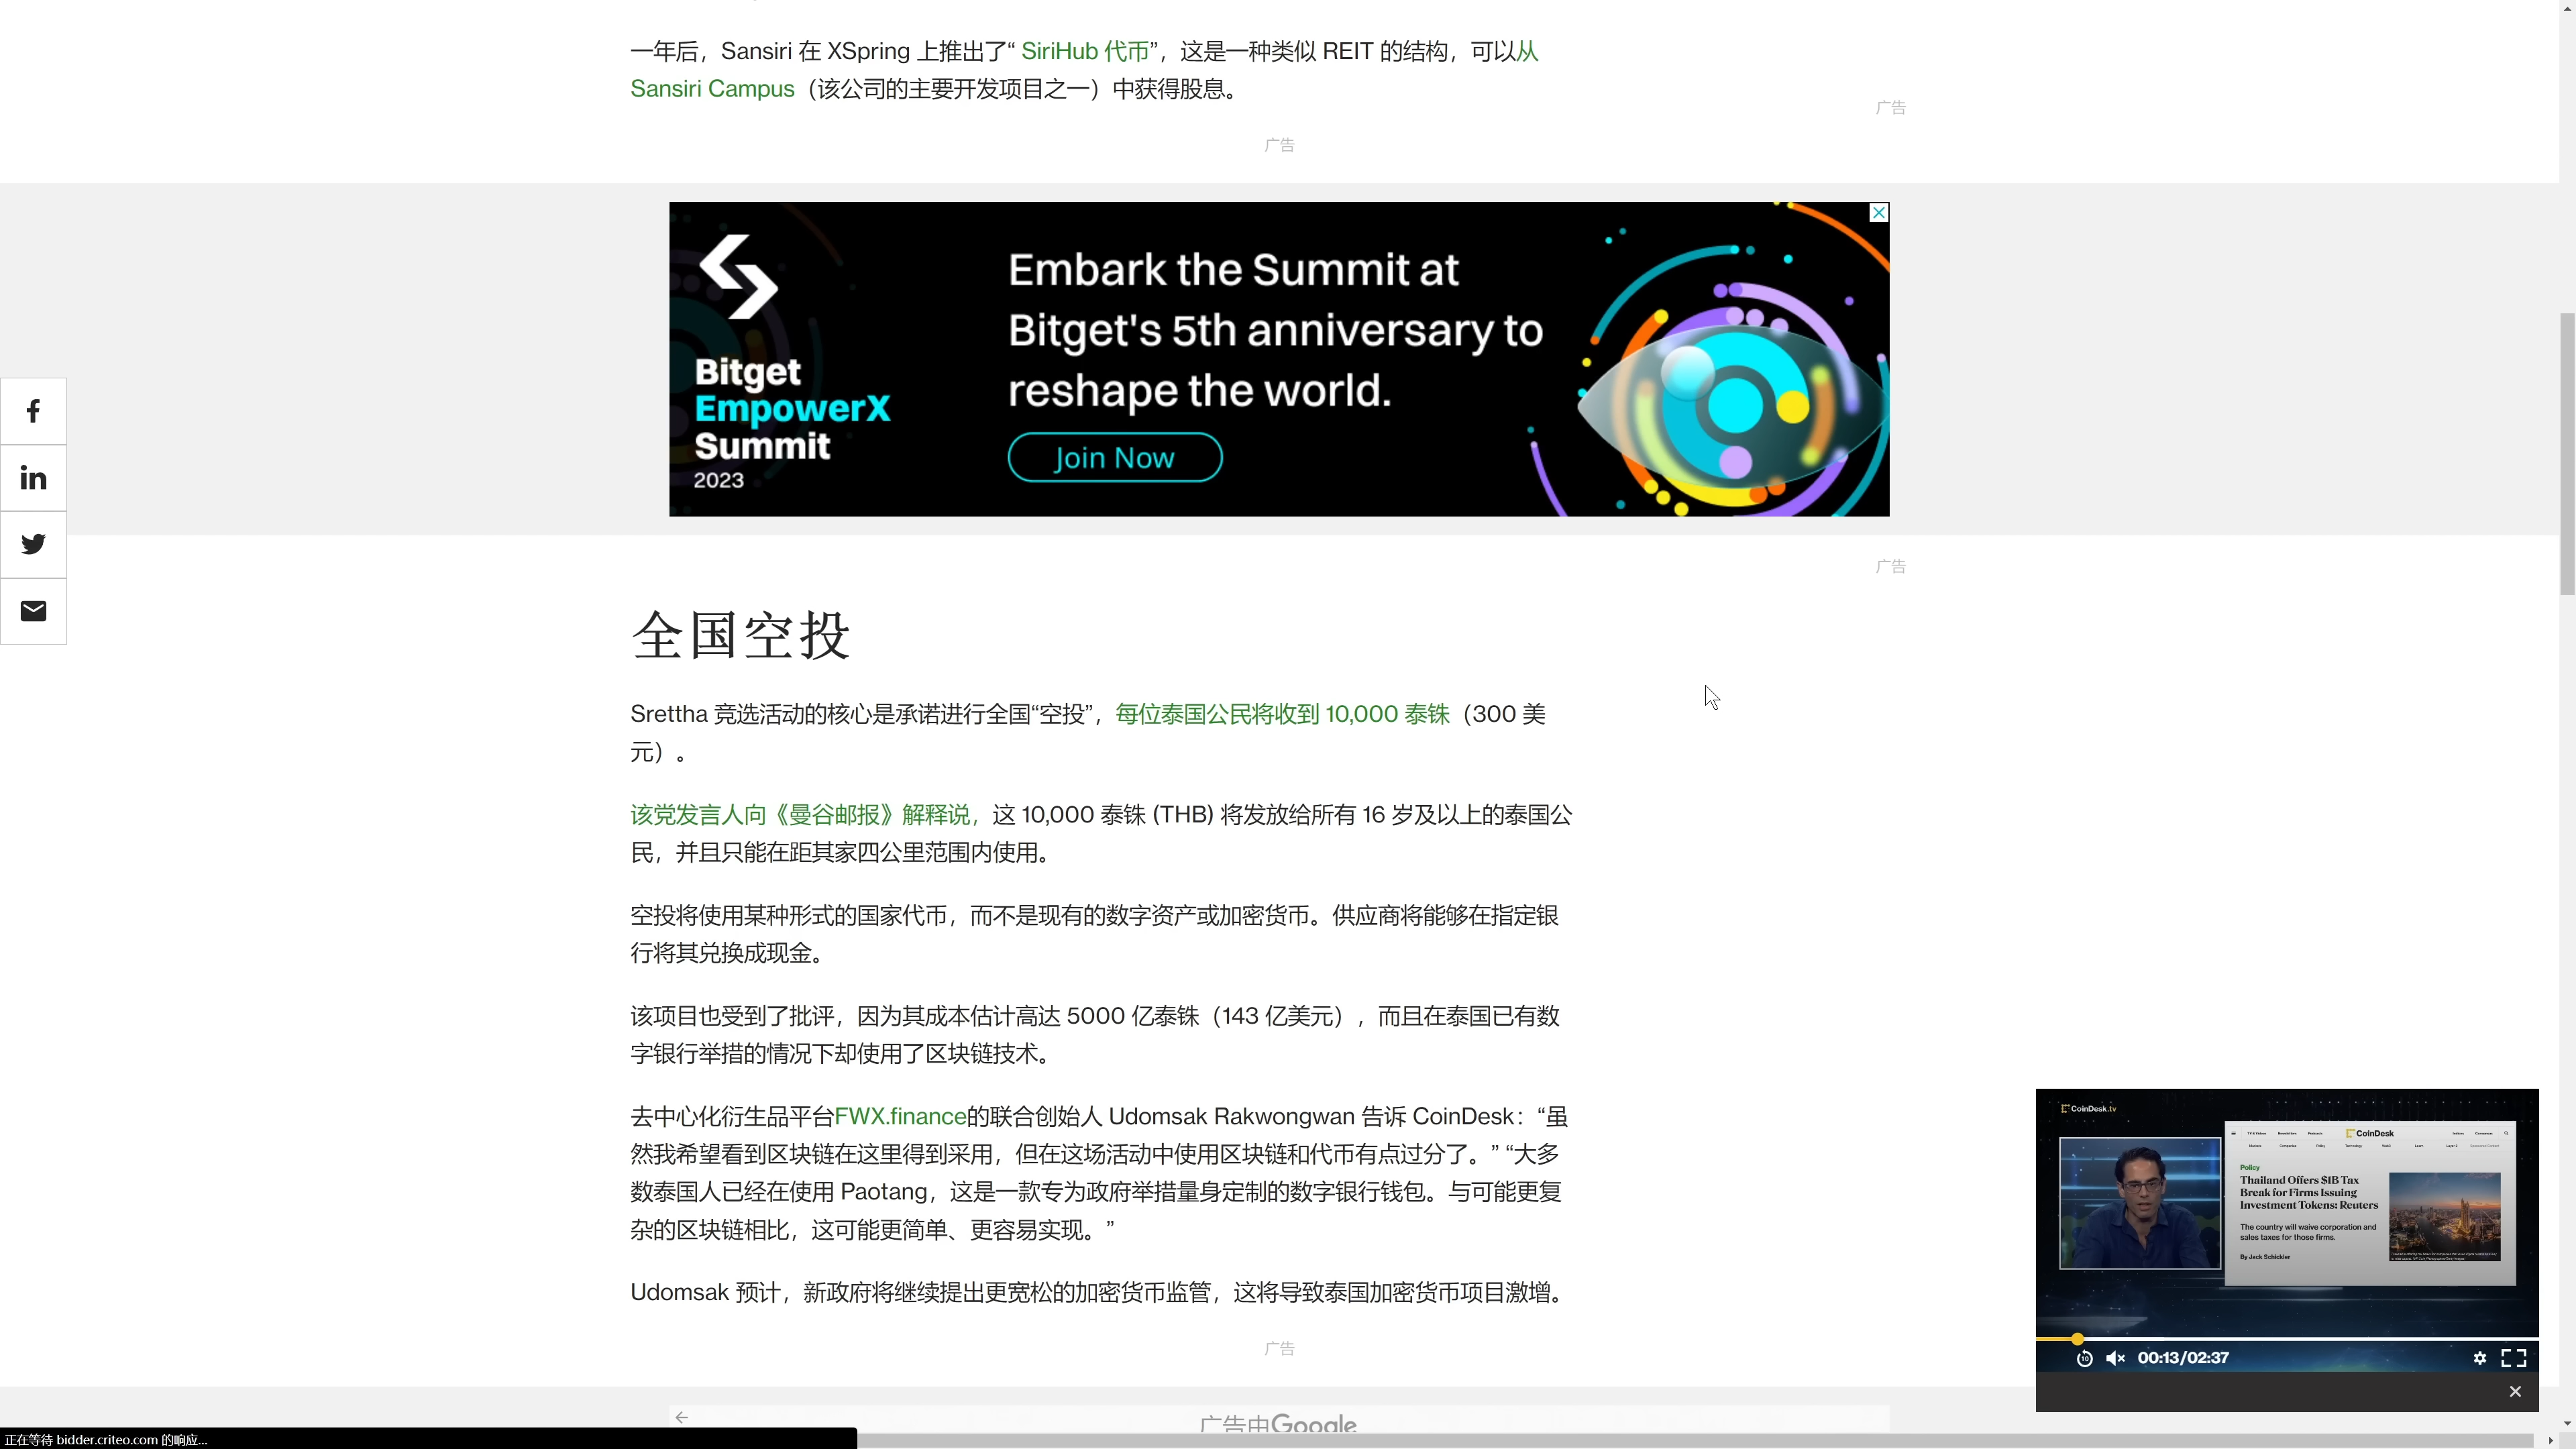 一年后，Sansiri 在 XSpring 上推出了“ SiriHub 代币”，这是一种类似 REIT 的结构，可以从
Sansiri Campus（该公司的主要开发项目之一）中获得股息。
广告
广告
Embark the Summit at
Bitget's 5th anniversary to
reshape the world.
Join Now
Bitget
EmpowerX
Summit
2023
广告
全国空投
Srettha 竞选活动的核心是承诺进行全国“空投”，每位泰国公民将收到 10,000 泰铢（300 美
元）。
该党发言人向《曼谷邮报》解释说，这 10,000 泰铢 (THB) 将发放给所有 16 岁及以上的泰国公
民，并且只能在距其家四公里范围内使用。
空投将使用某种形式的国家代币，而不是现有的数字资产或加密货币。供应商将能够在指定银
行将其兑换成现金。
该项目也受到了批评，因为其成本估计高达 5000 亿泰铢（143 亿美元），而且在泰国已有数
字银行举措的情况下却使用了区块链技术。
去中心化衍生品平台FWX.finance的联合创始人 Udomsak Rakwongwan 告诉 CoinDesk：“虽
然我希望看到区块链在这里得到采用，但在这场活动中使用区块链和代币有点过分了。” “大多
数泰国人已经在使用 Paotang，这是一款专为政府举措量身定制的数字银行钱包。与可能更复
杂的区块链相比，这可能更简单、更容易实现。”
Udomsak 预计，新政府将继续提出更宽松的加密货币监管，这将导致泰国加密货币项目激增。
广告
广告由Google
CoinDesk.tv
CoinDesk
Policy
Thailand Offers $1B Tax
Break for Firms Issuing
Investment Tokens: Reuters
The country will waive corporation and
sales taxes for those firms.
By Jack Schickler
00:13/02:37
正在等待 bidder.criteo.com 的响应...